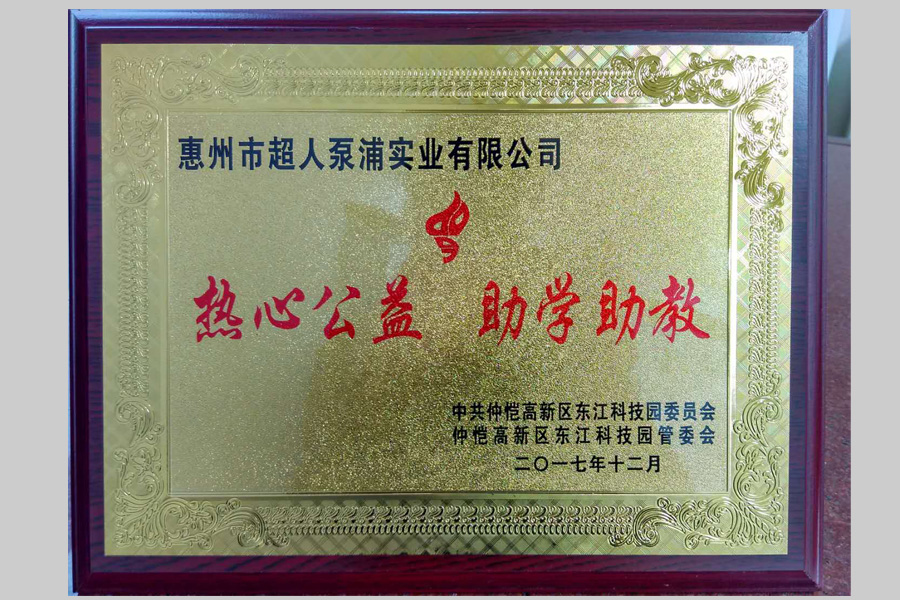 惠州市超人泵浦实业有限公司
热心公益 助学助教
中共仲恺高新区东江科技园委员会
仲恺高新区东江科技园管委会
二〇一七年十二月